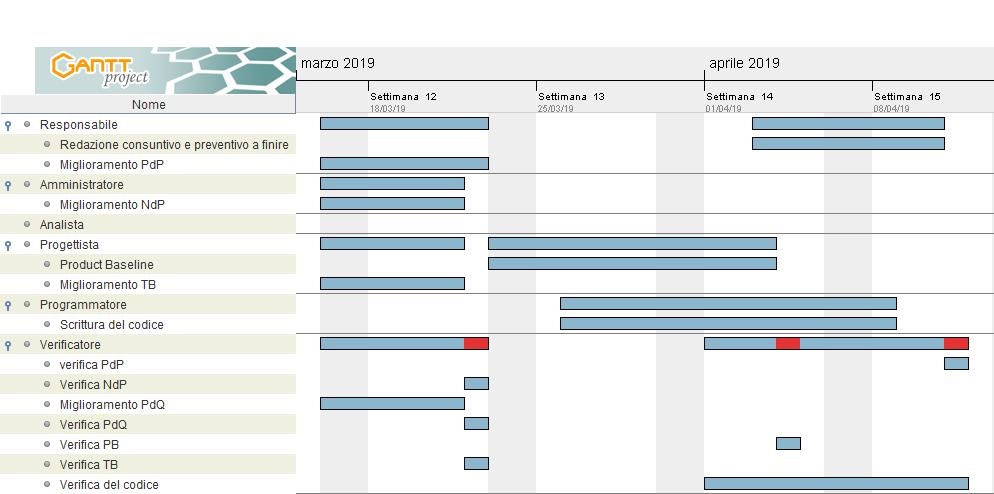 GANTT
project
marzo 2019
aprile 2019
Settimana 12
Settimana 13
Settimana 14
Settimana 15
18/03/19
25/03/19
01/04/19
08/04/19
Nome
Responsabile
Redazione consuntivo e preventivo a finire
Miglioramento PdP
Amministratore
Miglioramento NdP
Analista
Progettista
Product Baseline
Miglioramento TB
Programmatore
Scrittura del codice
Verificatore
verifica PdP
Verifica NdP
Miglioramento PdQ
Verifica PdQ
Verifica PB
Verifica TB
Verifica del codice